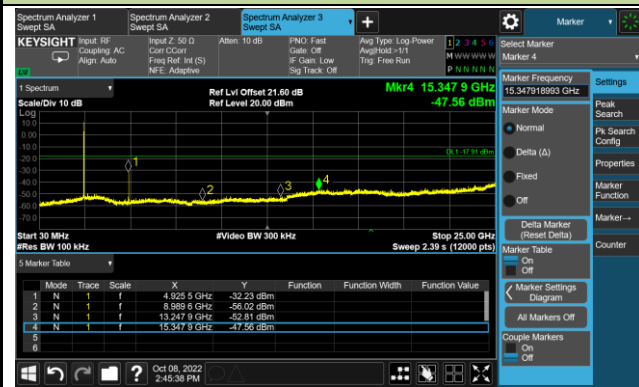 Spectrum Analyzer 1
Swept SA
Spectrum Analyzer 2
Swept SA
Spectrum Analyzer 3
Swept SA
Marker
KEYSIGHT
Input: RF
Coupling: AC
Align: Auto
Input Z: 50 Ω
Corr CCorr
Freq Ref: Int (S)
NFE: Adaptive
Atten: 10 dB
PNO: Fast
Gate: Off
IF Gain: Low
Sig Track: Off
Avg Type: Log-Power
Avg|Hold:>1/1
Trig: Free Run
1 2 3 4 5 6
M W W W W W
P N N N N N
LXI
Select Marker
Marker 4
1 Spectrum
Scale/Div 10 dB
Ref Lvl Offset 21.60 dB
Ref Level 20.00 dBm
Mkr4 15.347 9 GHz
-47.56 dBm
Log
10.0
0.00
-10.0
-20.0
-30.0
-40.0
-50.0
-60.0
-70.0
DL1 -17.91 dBm
1
2
3
4
Start 30 MHz
#Res BW 100 kHz
#Video BW 300 kHz
Stop 25.00 GHz
Sweep 2.39 s (12000 pts)
5 Marker Table
Mode Trace Scale X Y Function Function Width Function Value
1 N 1 f 4.925 5 GHz -32.23 dBm
2 N 1 f 8.989 6 GHz -56.02 dBm
3 N 1 f 13.247 9 GHz -52.81 dBm
4 N 1 f 15.347 9 GHz -47.56 dBm
5
6
Marker Frequency
15.347918993 GHz
Marker Mode
Normal
Delta (Δ)
Fixed
Off
Delta Marker
(Reset Delta)
Marker Table
On
Off
Marker Settings
Diagram
All Markers Off
Couple Markers
On
Off
Settings
Peak
Search
Pk Search
Config
Properties
Marker
Function
Marker→
Counter
?
Oct 08, 2022
2:45:38 PM